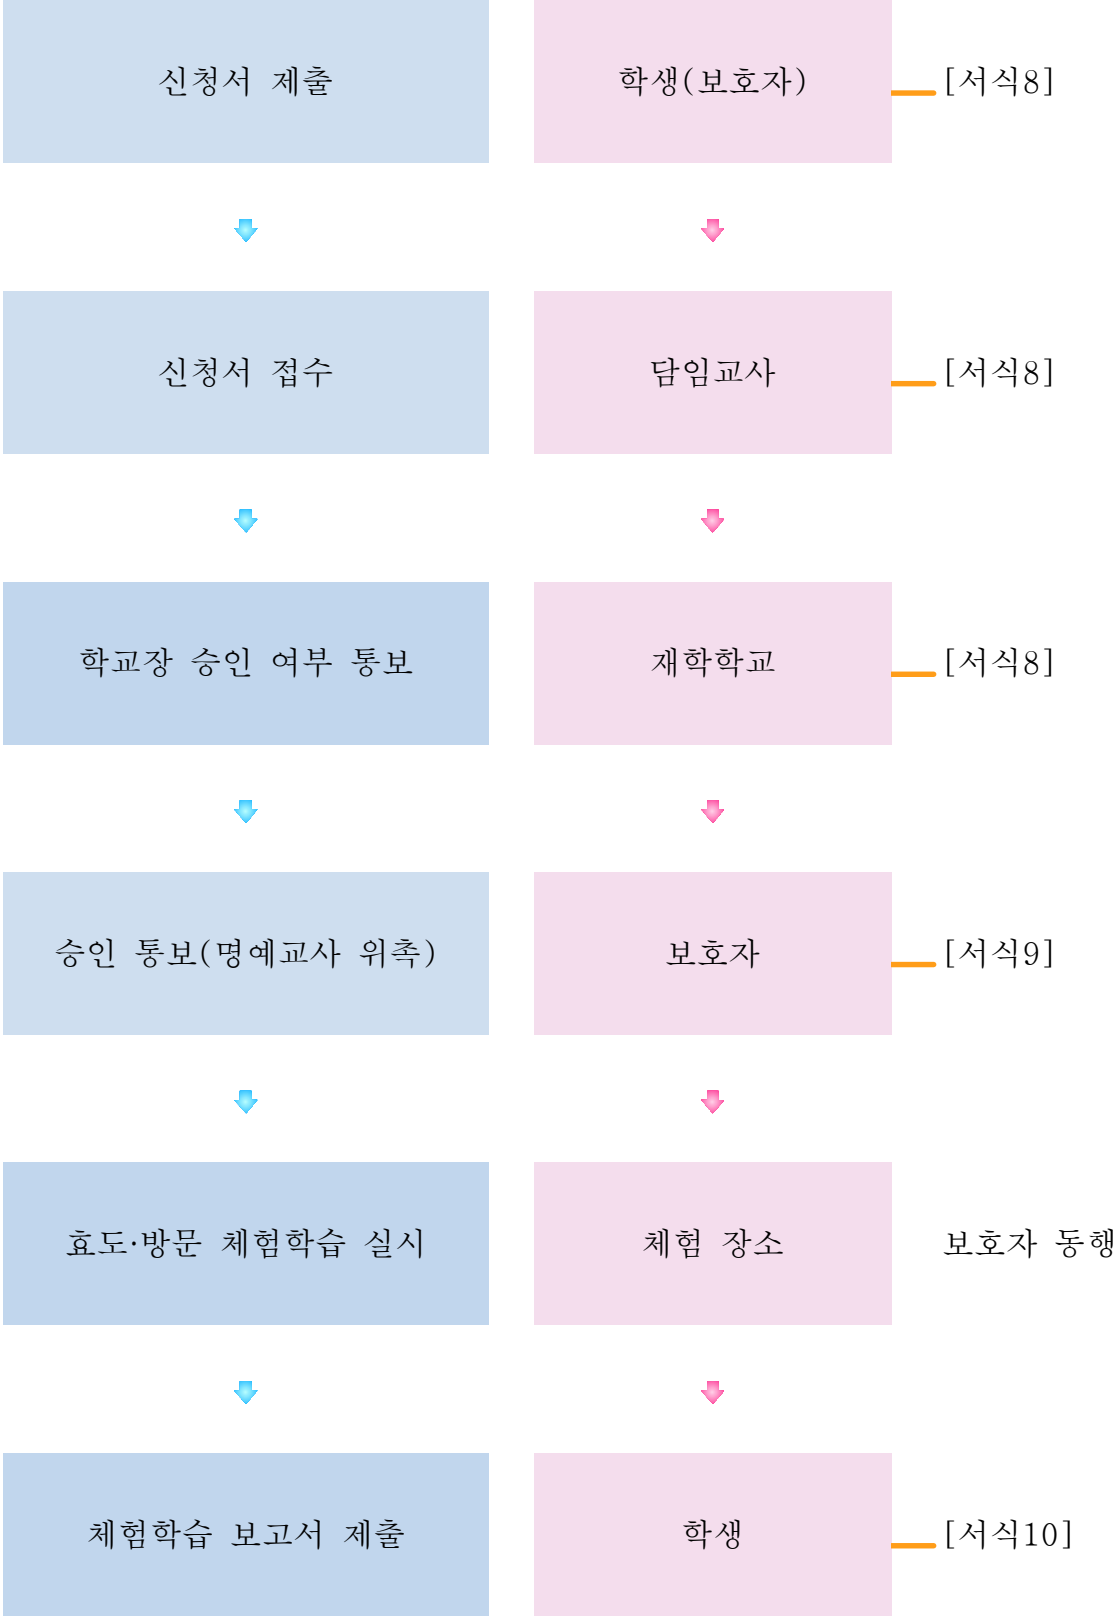 신청서 제출 학생(보호자) [서식8]
신청서 접수 담임교사 [서식8]
학교장 승인 여부 통보 재학학교 [서식8]
승인 통보(명예교사 위촉) 보호자 [서식9]
효도·방문 체험학습 실시 체험 장소 보호자 동행
체험학습 보고서 제출 학생 [서식10]